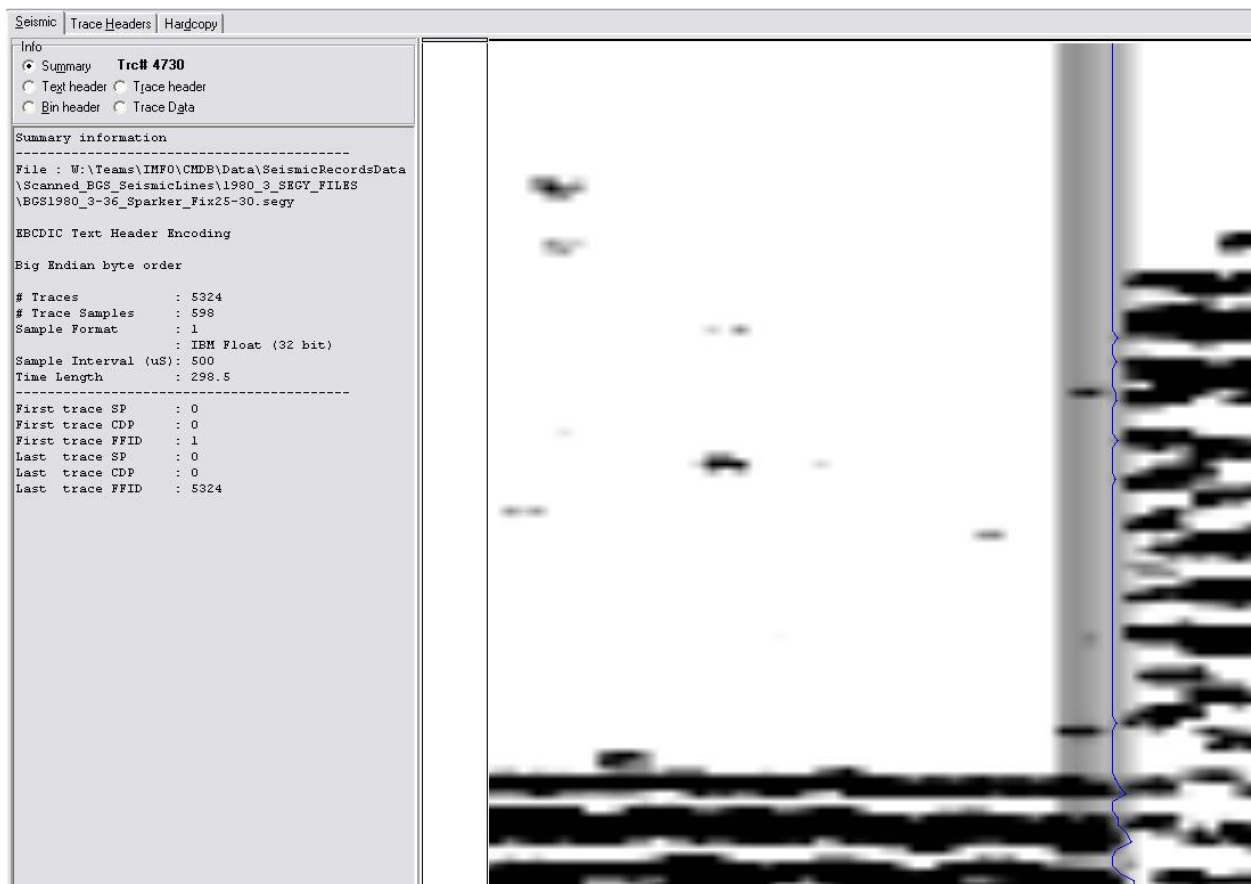 Seismic Trace Headers Hardcopy
Info
Summary Trc# 4730
Text header Trace header
Bin header Trace Data
Summary information
------------------------------------------
File : W:\Teams\IMFO\CMDB\Data\SeismicRecordsData
\Scanned_BGS_SeismicLines\1980_3_SEGY_FILES
\BGS1980_3-36_Sparker_Fix25-30.segy
EBCDIC Text Header Encoding
Big Endian byte order
# Traces : 5324
# Trace Samples : 598
Sample Format : 1
: IBM Float (32 bit)
Sample Interval (uS): 500
Time Length : 298.5
------------------------------------------
First trace SP : 0
First trace CDP : 0
First trace FFID : 1
Last trace SP : 0
Last trace CDP : 0
Last trace FFID : 5324